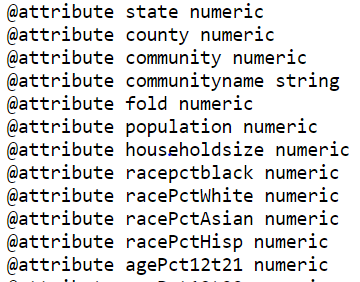 @attribute state numeric
@attribute county numeric
@attribute community numeric
@attribute communityname string
@attribute fold numeric
@attribute population numeric
@attribute householdsize numeric
@attribute racepctblack numeric
@attribute racePctWhite numeric
@attribute racePctAsian numeric
@attribute racePctHisp numeric
@attribute agePct12t21 numeric